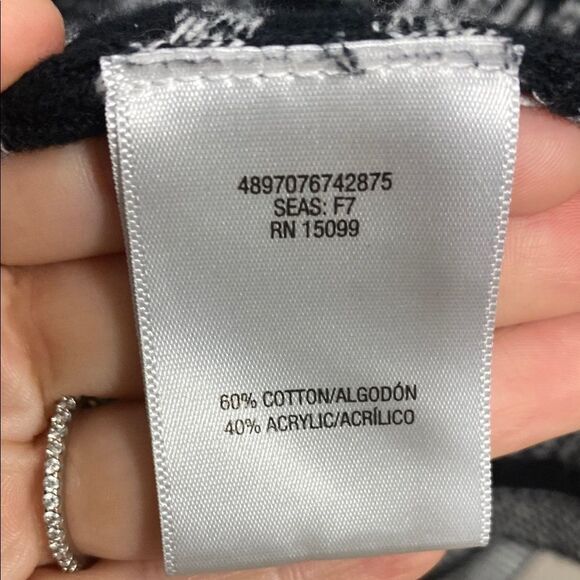 4897076742875
SEAS: F7
RN 15099
60% COTTON/ALGODÓN
40% ACRYLIC/ACRÍLICO